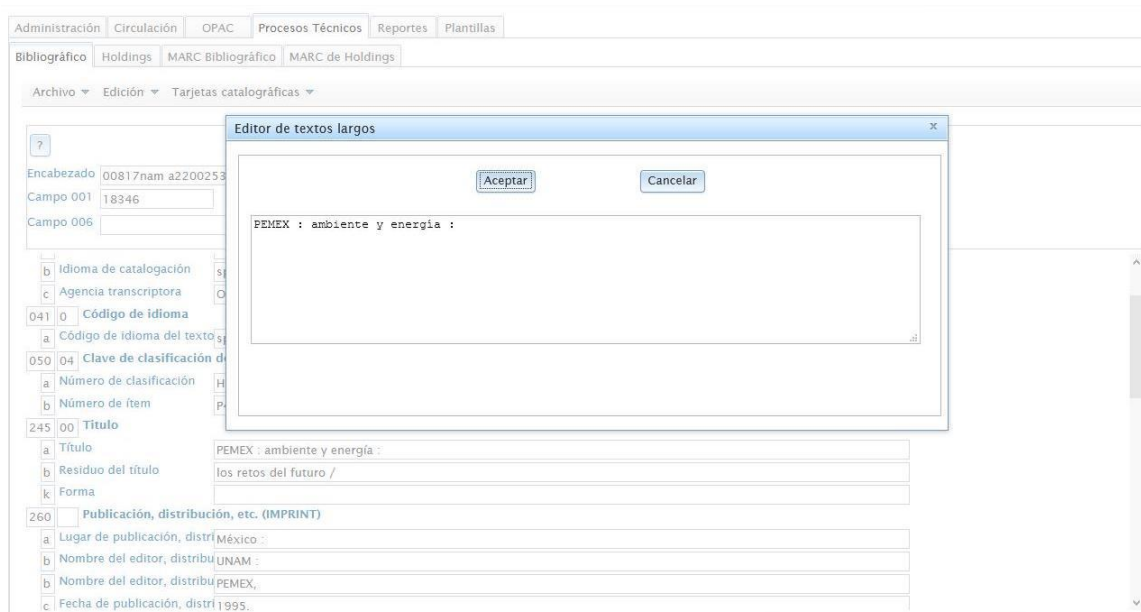 Administración Circulación OPAC Procesos Técnicos Reportes Plantillas
Bibliográfico Holdings MARC Bibliográfico MARC de Holdings
Archivo Edición Tarjetas catalográficas
Editor de textos largos x
?
Encabezado 00817nam a2200253
Aceptar Cancelar
Campo 001 18346
Campo 006
PEMEX : ambiente y energía :
b Idioma de catalogación
c Agencia transcriptora
041 0 Código de idioma
a Código de idioma del texto
050 04 Clave de clasificación
a Número de clasificación
b Número de ítem
245 00 Título
a Título PEMEX : ambiente y energía :
b Residuo del título los retos del futuro /
k Forma
260 Publicación, distribución, etc. (IMPRINT)
a Lugar de publicación, distri México :
b Nombre del editor, distribu UNAM :
b Nombre del editor, distribu PEMEX,
c Fecha de publicación, distri 1995.